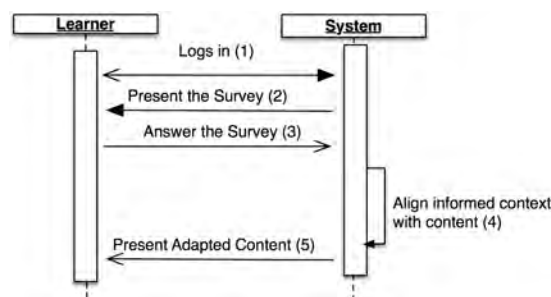 Learner
System
Logs in (1)
Present the Survey (2)
Answer the Survey (3)
Align informed context
with content (4)
Present Adapted Content (5)